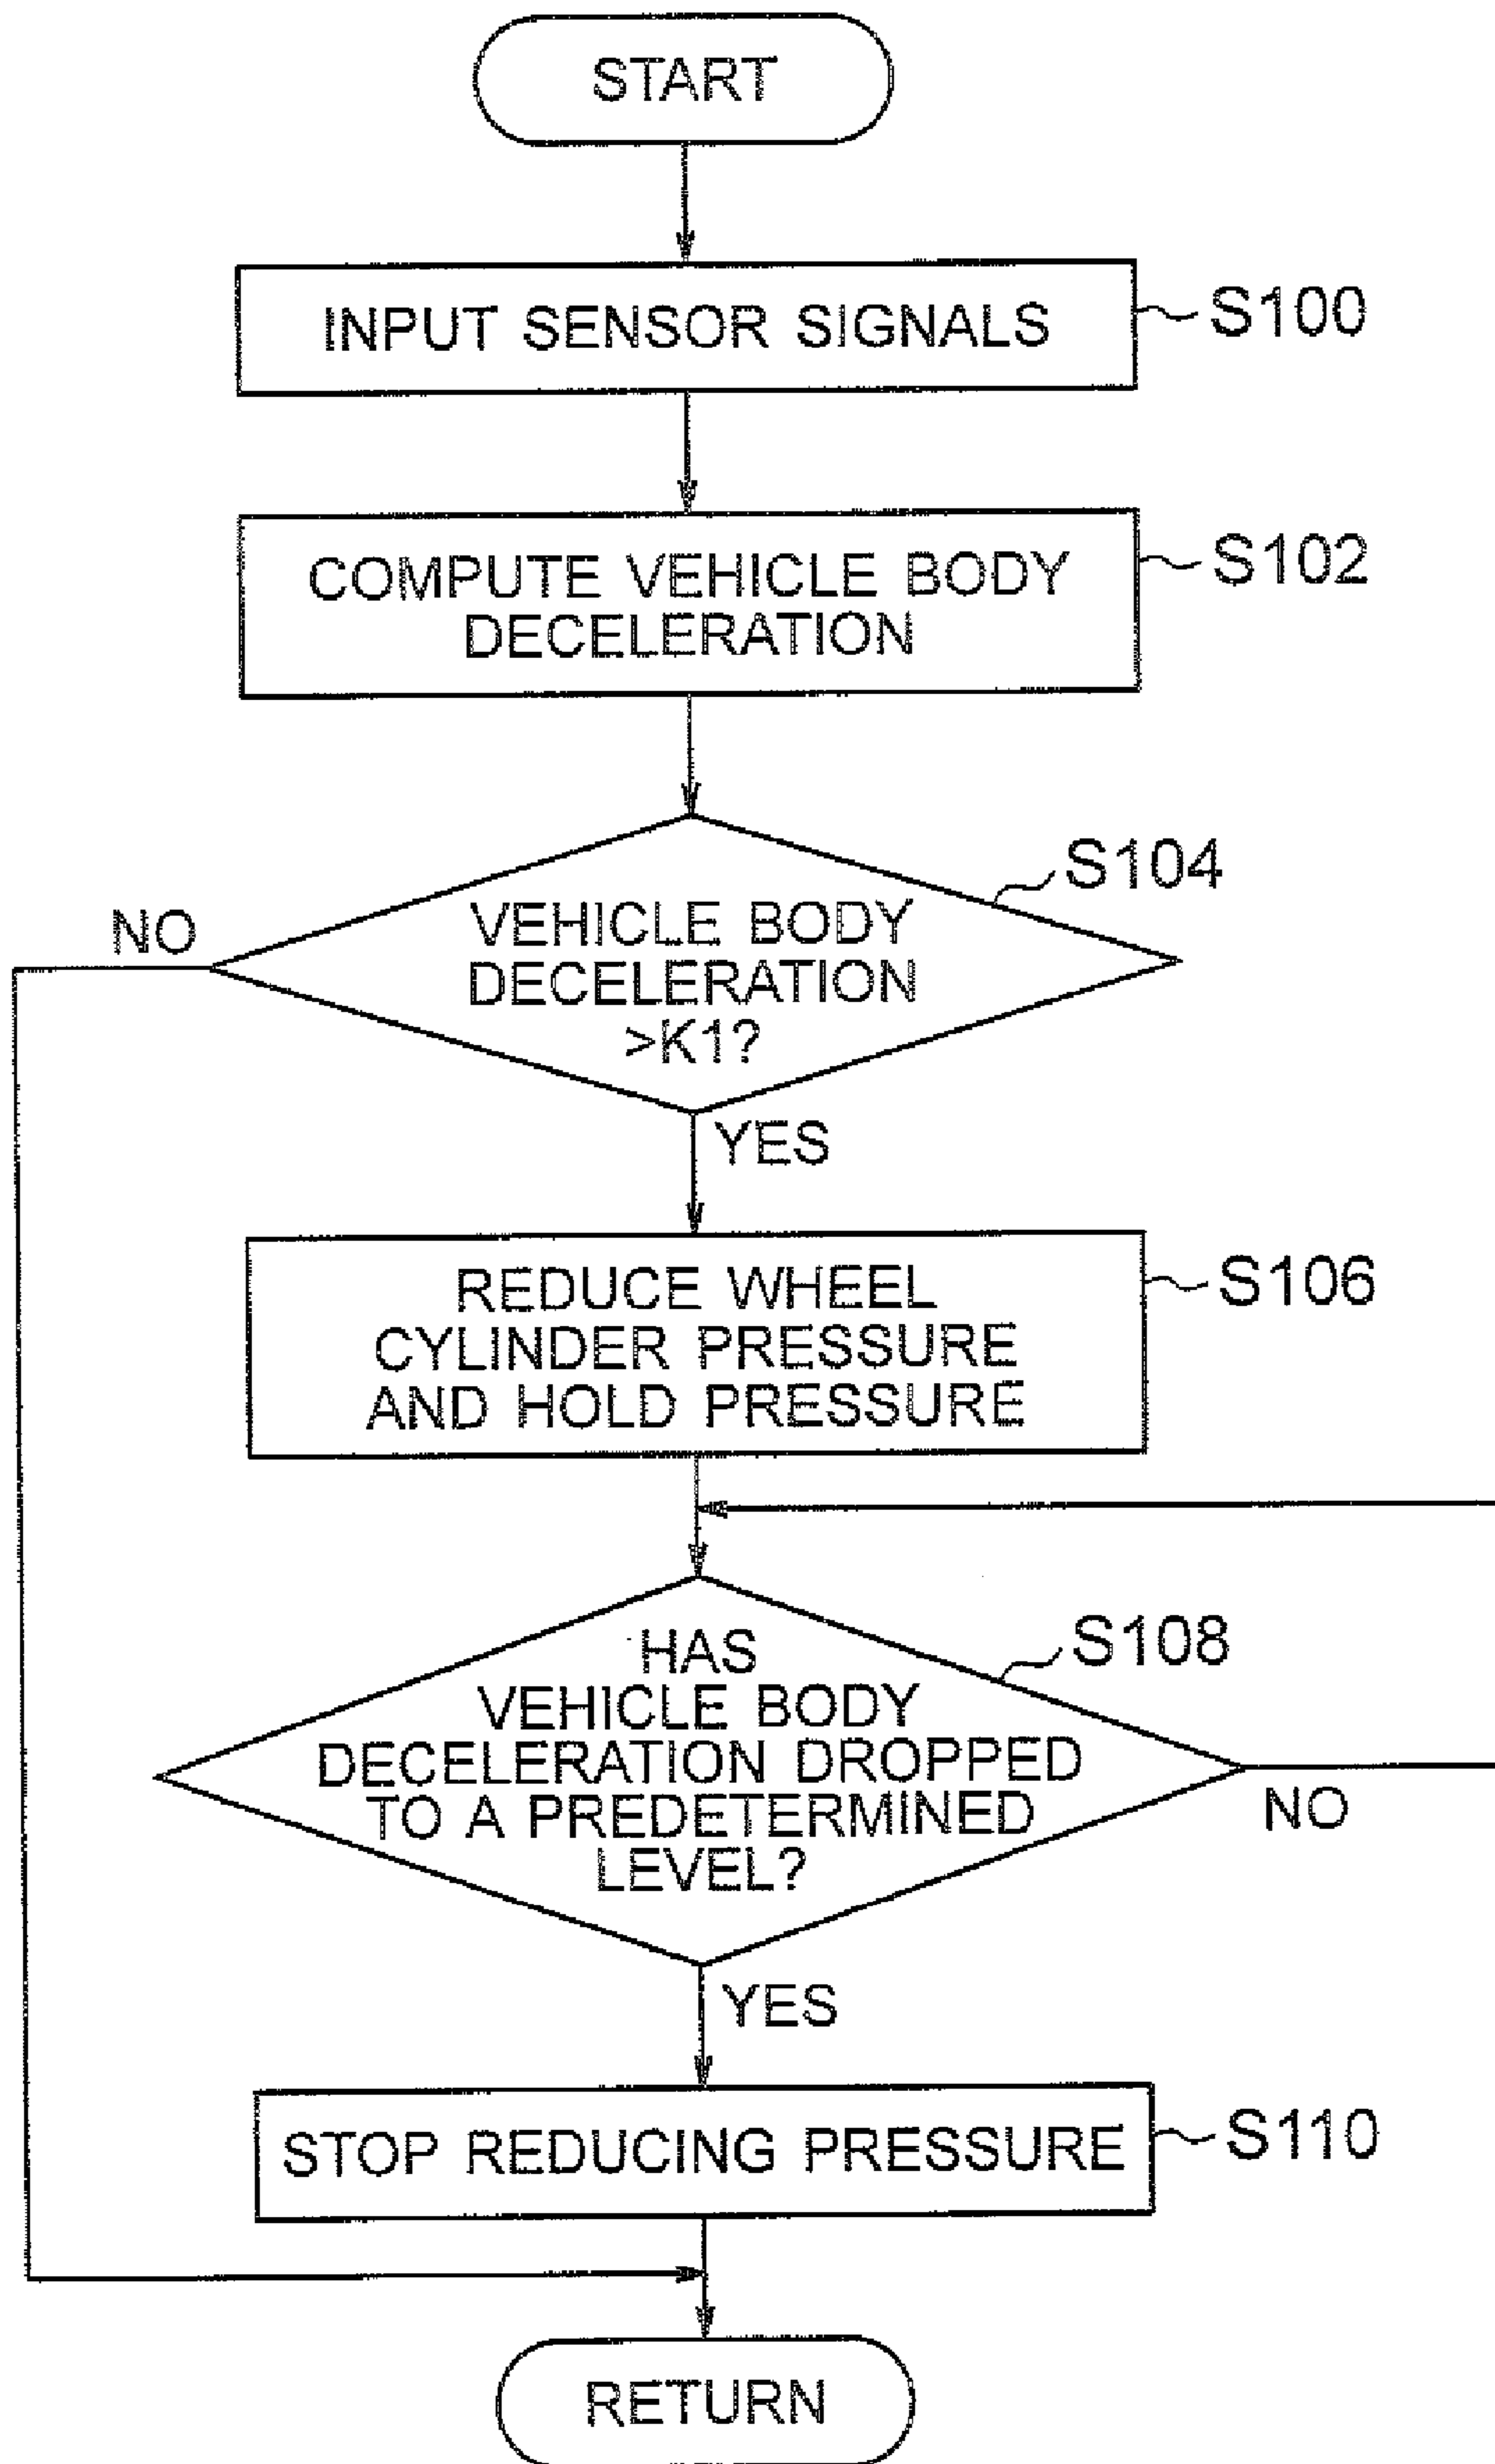 START
INPUT SENSOR SIGNALS
S100
COMPUTE VEHICLE BODY
DECELERATION
S102
S104
VEHICLE BODY
DECELERATION
>K1?
NO
YES
REDUCE WHEEL
CYLINDER PRESSURE
AND HOLD PRESSURE
S106
S108
HAS
VEHICLE BODY
DECELERATION DROPPED
TO A PREDETERMINED
LEVEL?
NO
YES
STOP REDUCING PRESSURE
S110
RETURN